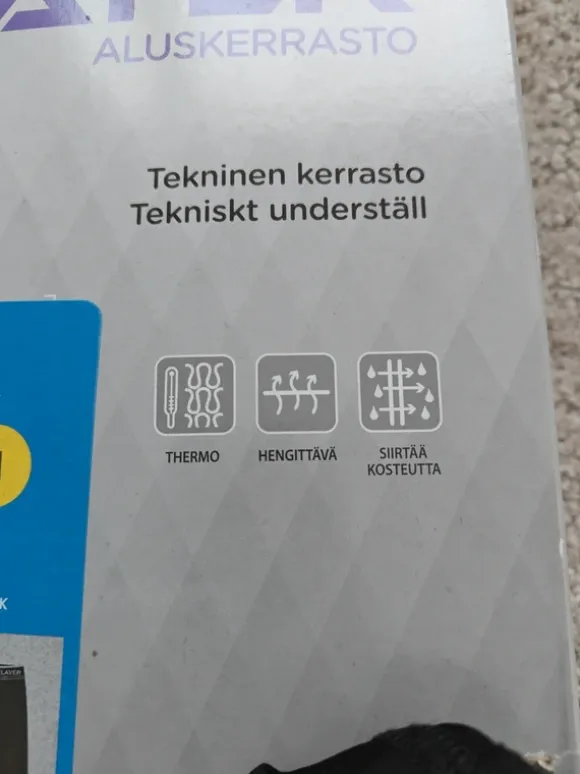 ALUSKERRASTO
Tekninen kerrasto
Tekniskt underställ
THERMO
HENGITTÄVÄ
SIIRTÄÄ
KOSTEUTTA
K